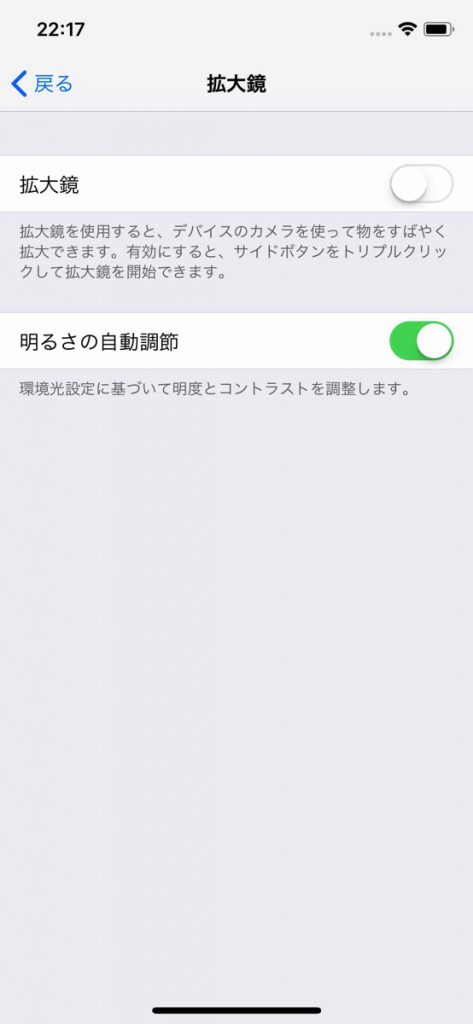 22:17
戻る
拡大鏡
拡大鏡
拡大鏡を使用すると、デバイスのカメラを使って物をすばやく
拡大できます。有効にすると、サイドボタンをトリプルクリッ
クして拡大鏡を開始できます。
明るさの自動調節
環境光設定に基づいて明度とコントラストを調整します。